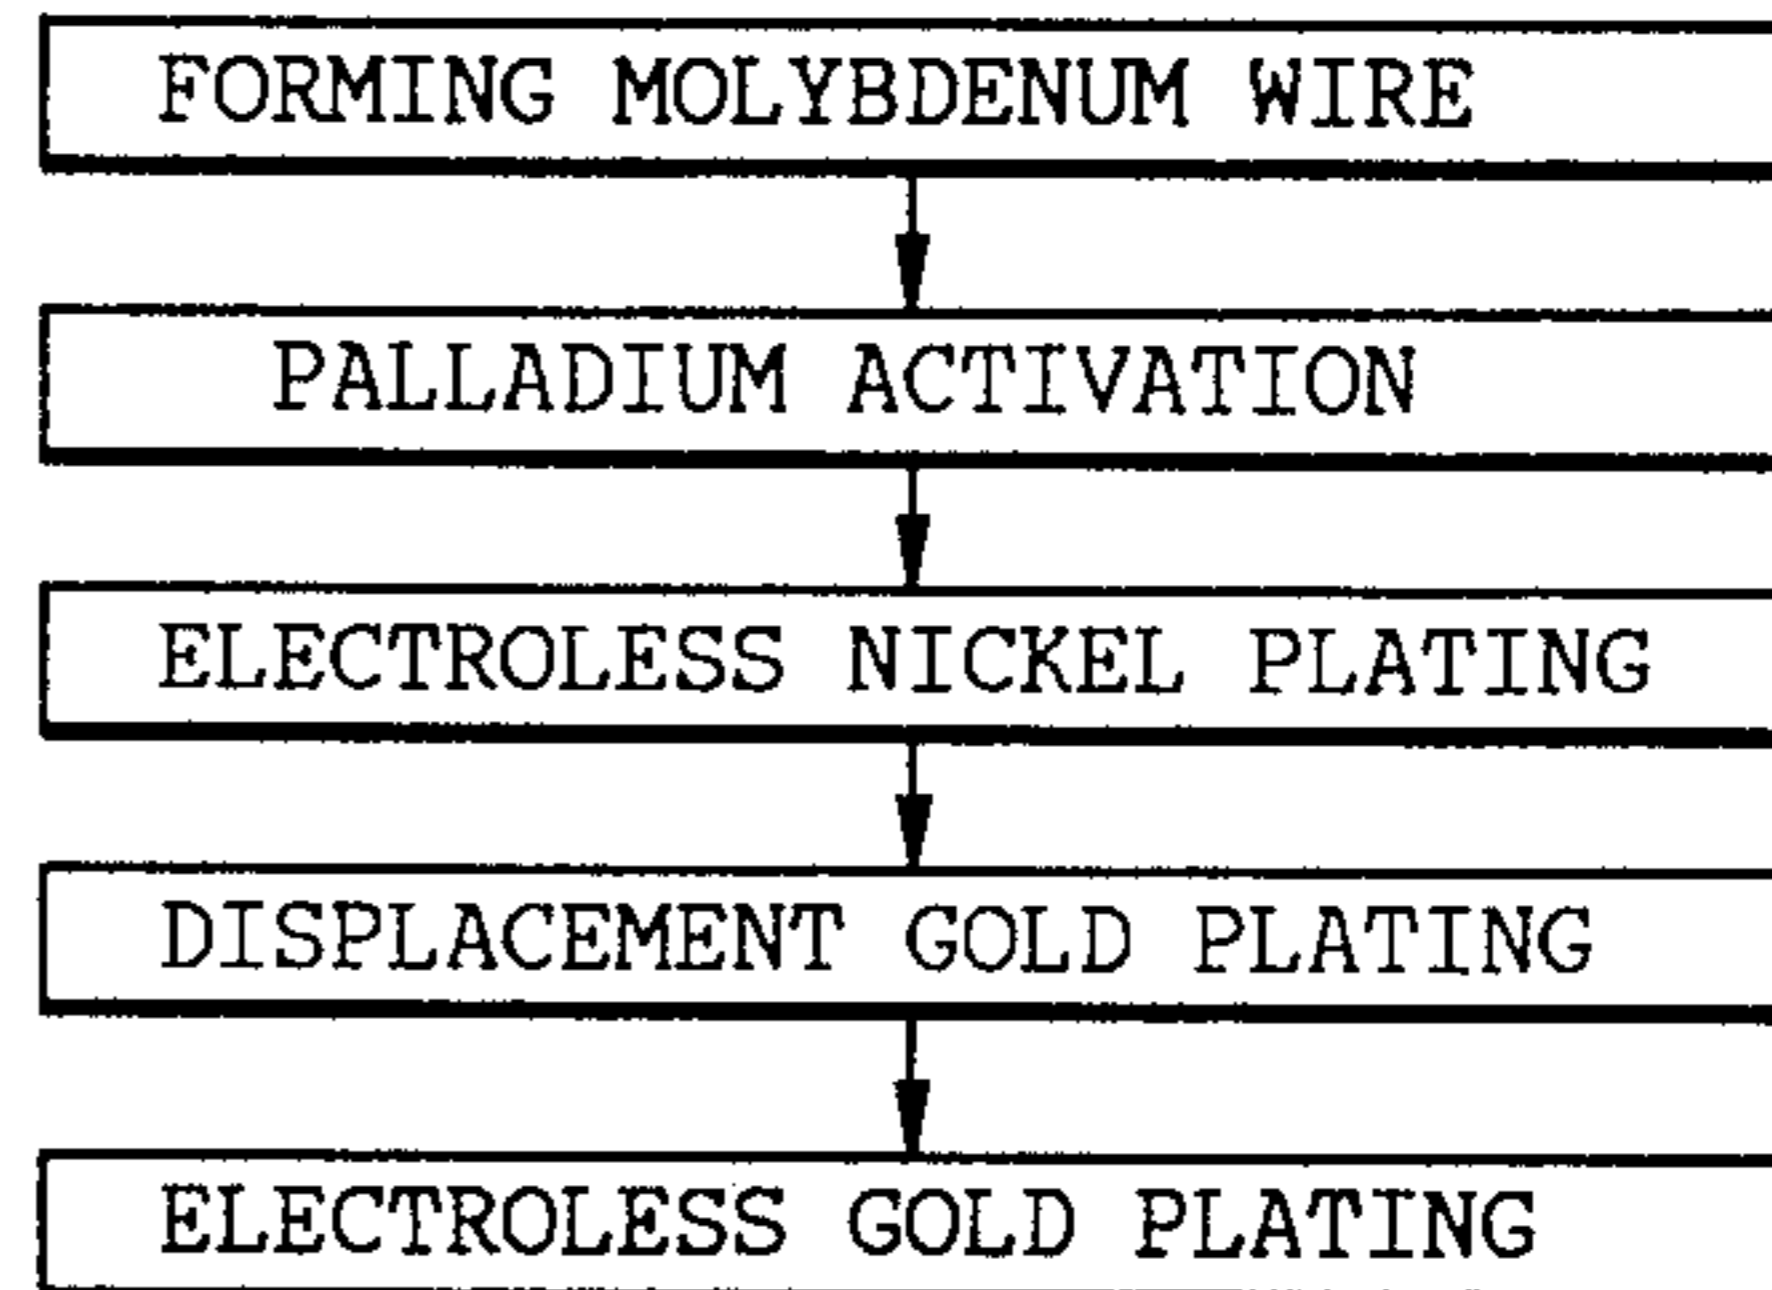 FORMING MOLYBDENUM WIRE
PALLADIUM ACTIVATION
ELECTROLESS NICKEL PLATING
DISPLACEMENT GOLD PLATING
ELECTROLESS GOLD PLATING